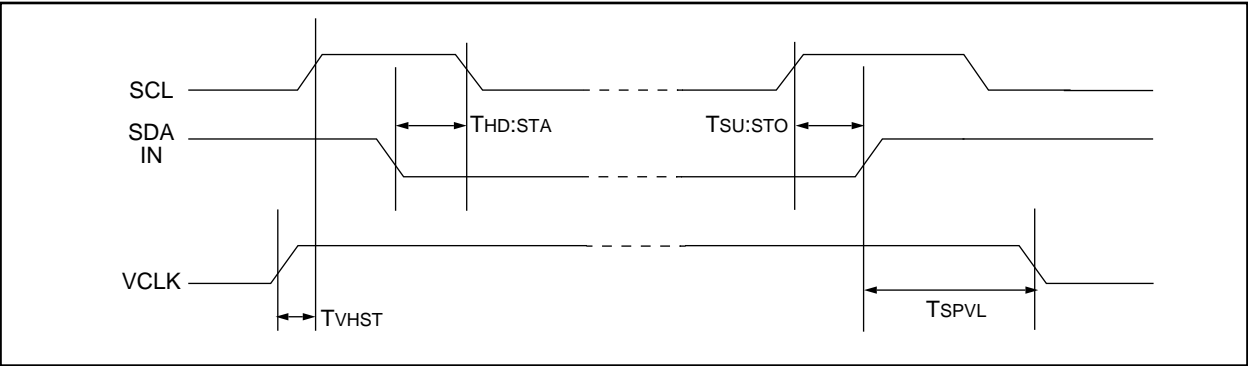 SCL
SDA
IN
THD:STA
TSU:STO
VCLK
TVHST
TSPVL